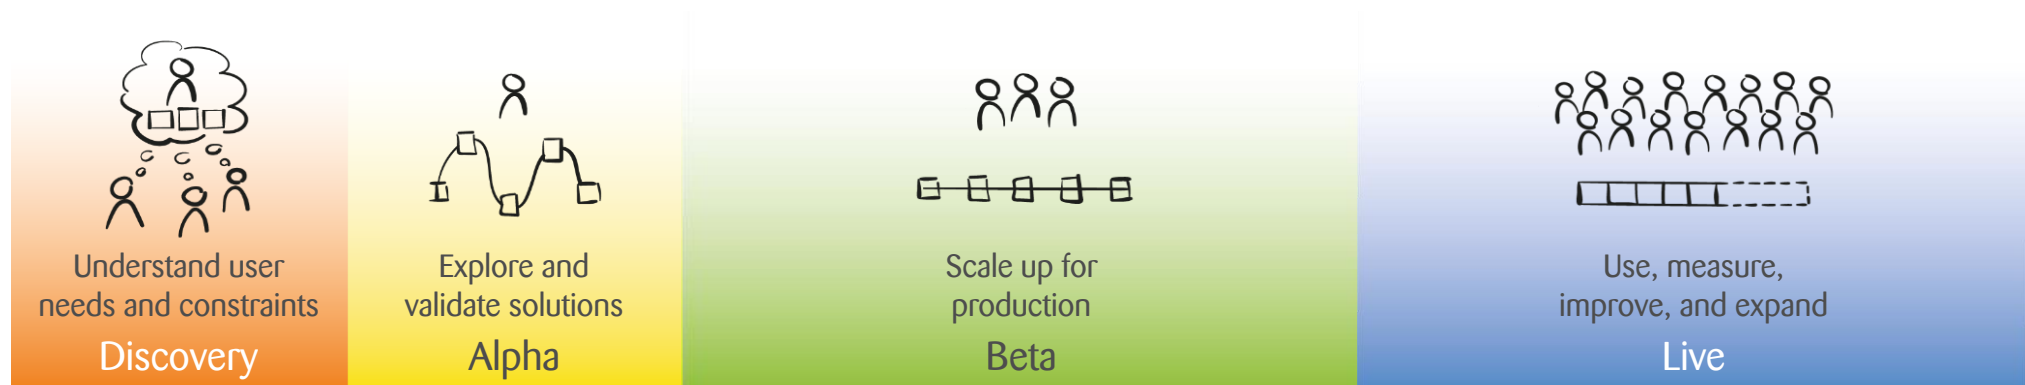 Understand user
needs and constraints
Discovery
Explore and
validate solutions
Alpha
Scale up for
production
Beta
Use, measure,
improve, and expand
Live